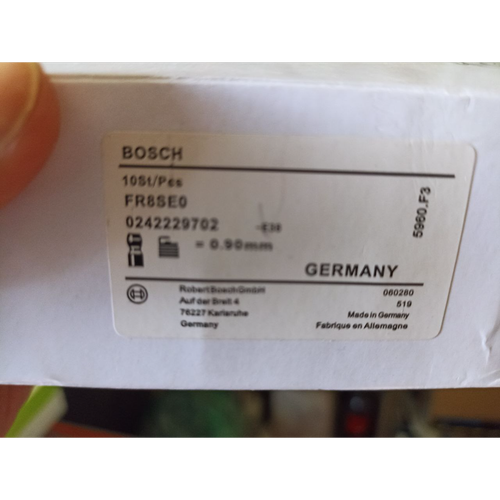 BOSCH
10St/Pcs
FR8SE0
0242229702
= 0.90mm
5960.F3
GERMANY
Robert Bosch GmbH
Auf der Breit 4
76227 Karlsruhe
Germany
060280
519
Made in Germany
Fabrique en Allemagne